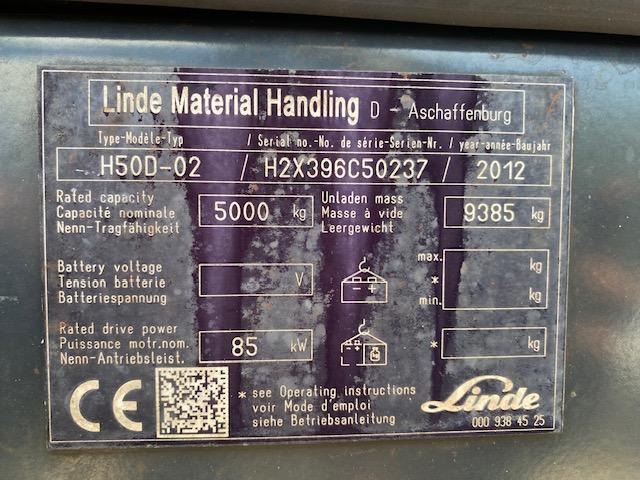 Linde Material Handling D - Aschaffenburg
Type-Modèle-Typ / Serial no.-No. de série-Serien-Nr. / year-année-Baujahr
H50D-02 / H2X396C50237 / 2012
Rated capacity
Capacité nominale
Nenn-Tragfähigkeit
5000 kg
Unladen mass
Masse à vide
Leergewicht
9385 kg
Battery voltage
Tension batterie
Batteriespannung
V
- +
max. kg
*
min. kg
Rated drive power
Puissance motr.nom.
Nenn-Antriebsleist.
85 kW
* kg
CE
* see Operating instructions
voir Mode d'emploi
siehe Betriebsanleitung
Linde
000 938 45 25